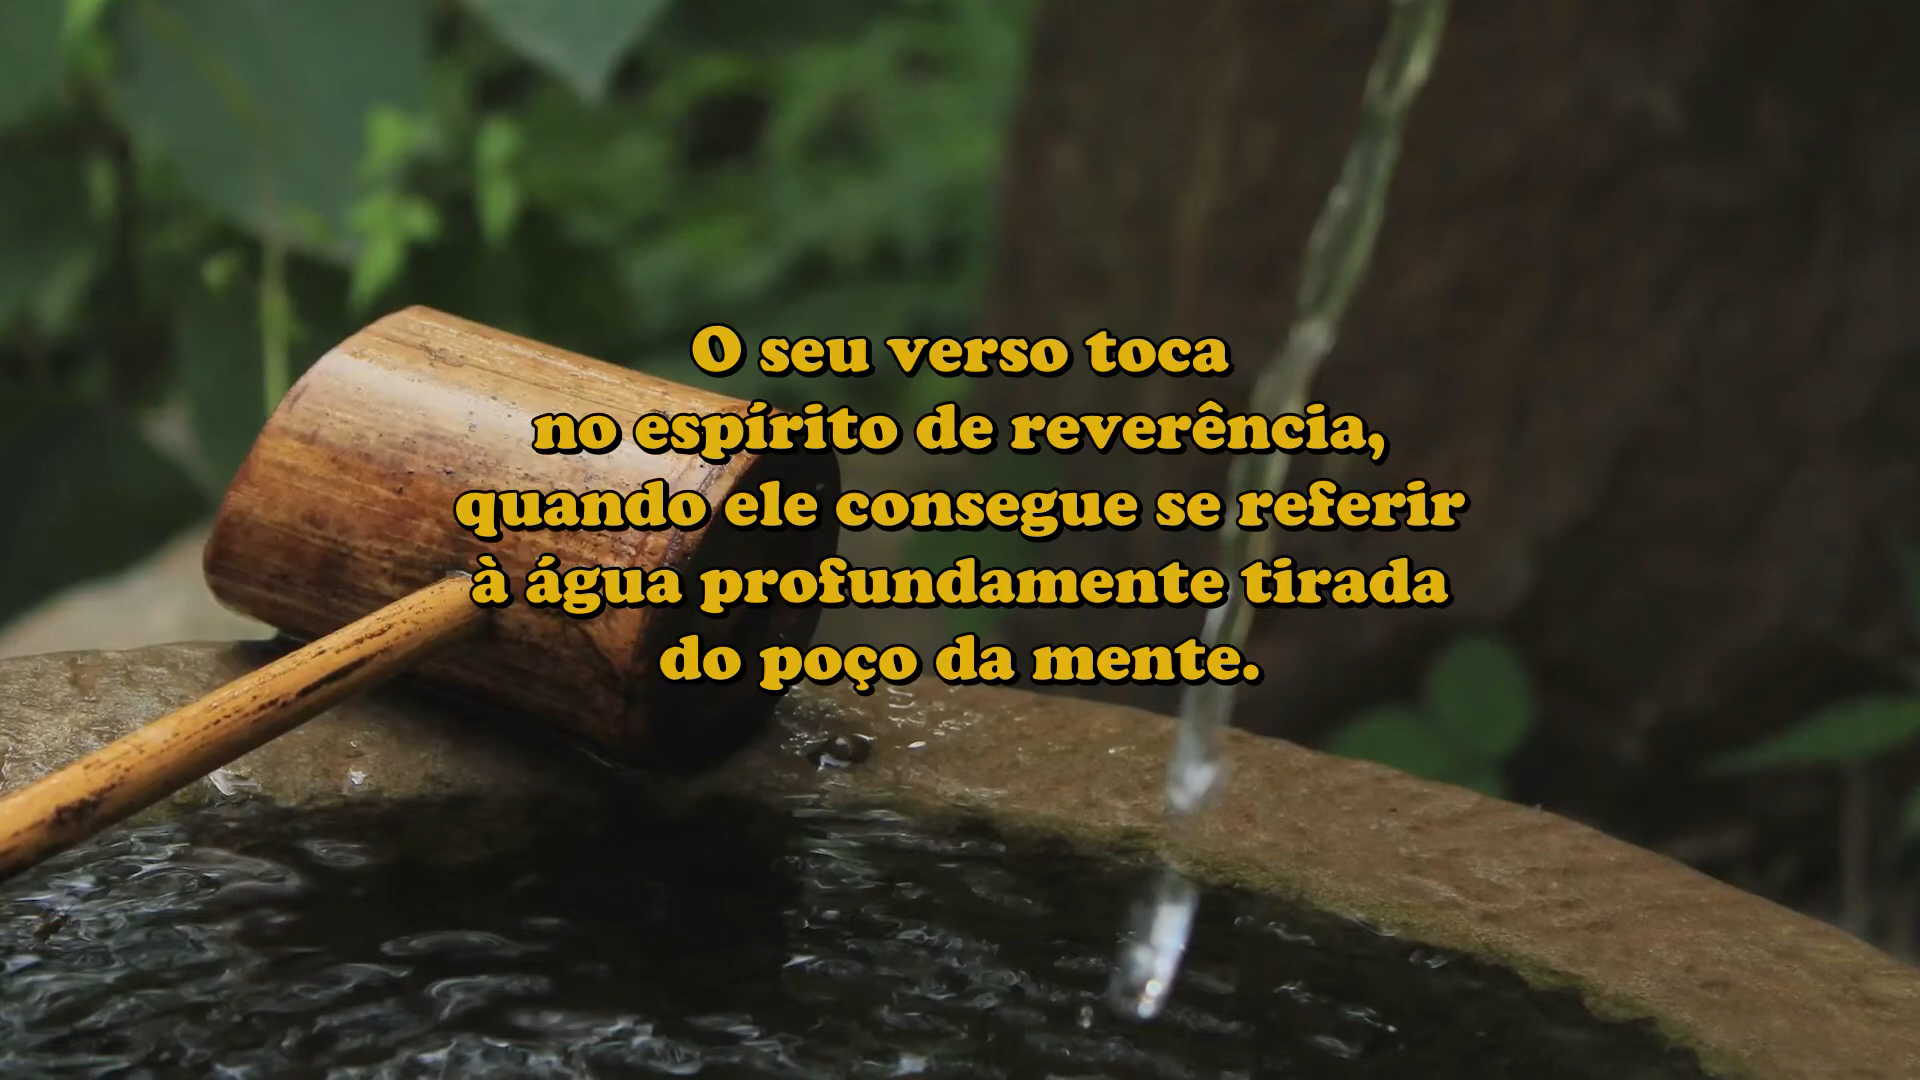 O seu verso toca
no espírito de reverência,
quando ele consegue se referir
à água profundamente tirada
do poço da mente.